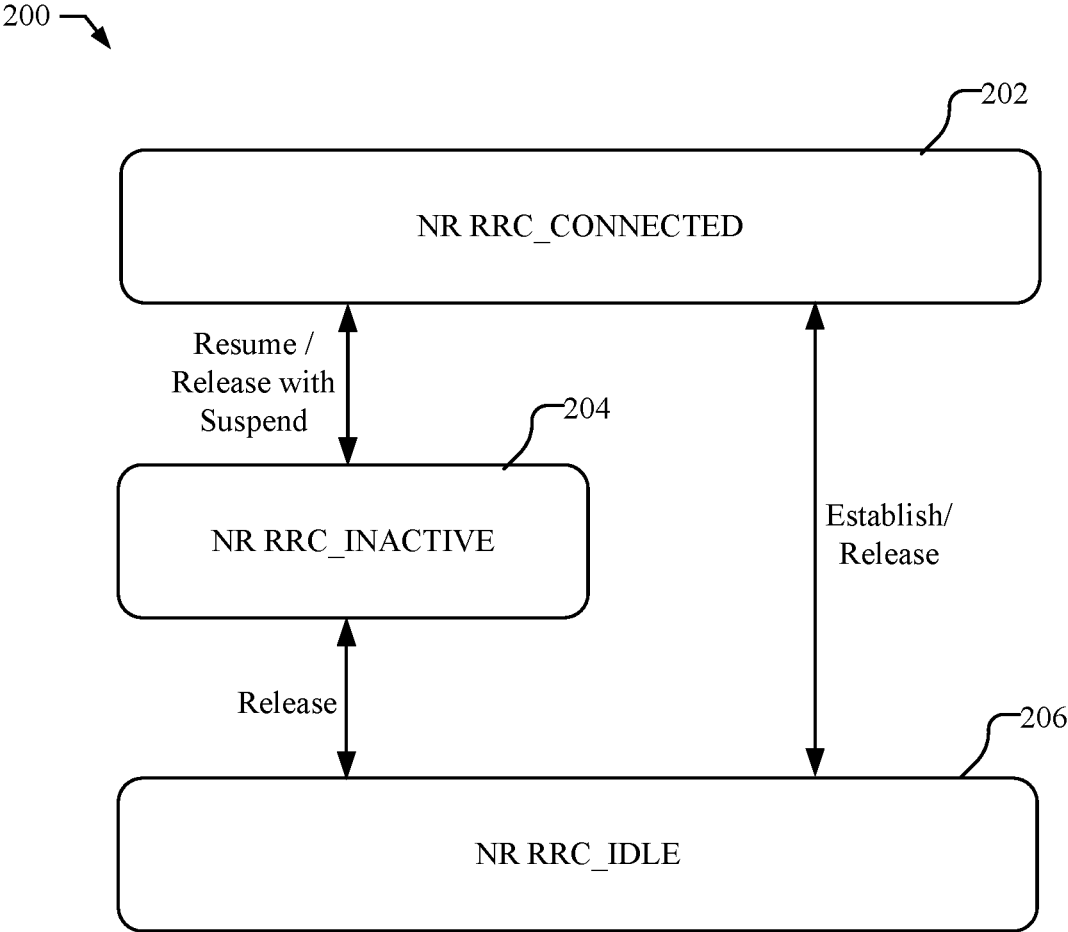 200
202
NR RRC_CONNECTED
Resume /
Release with
Suspend
204
NR RRC_INACTIVE
Establish/
Release
Release
206
NR RRC_IDLE